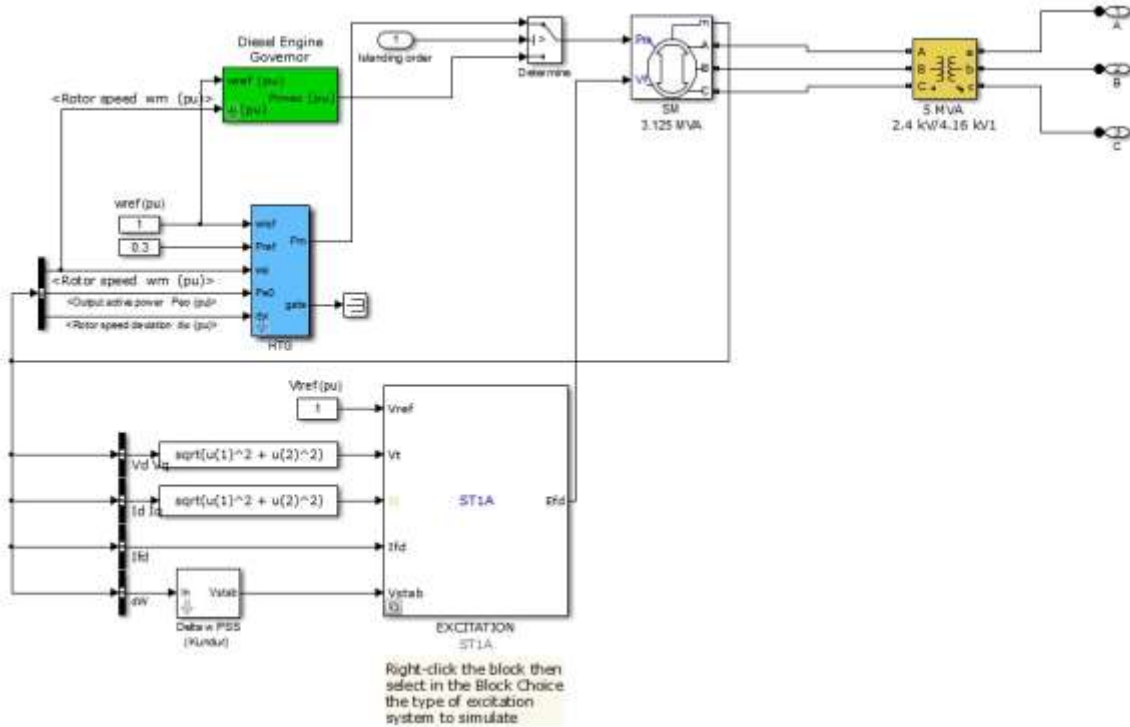 Diesel Engine
Governor
wref (pu)
Pmec (pu)
(pu)
<Rotor speed wm (pu)>
1
Islanding order
Determine
Pm
Vf
m
A
B
C
SM
3.125 MVA
A
B
C
a
b
c
5 MVA
2.4 kV/4.16 kV1
1
A
2
B
3
C
wref(pu)
1
0.3
<Rotor speed wm (pu)>
<Output active power Peo (pu)>
<Rotor speed deviation dw (pu)>
wref
Pref
we
Pe0
dw
Pm
gate
HTG
Vtref(pu)
1
Vd Vq
sqrt(u(1)^2 + u(2)^2)
Id Iq
sqrt(u(1)^2 + u(2)^2)
Ifd
dW
In
Vstab
Delta w PSS
(Kundur)
Vref
Vt
Ifd
Vstab
ST1A
Efd
EXCITATION
ST1A
Right-click the block then
select in the Block Choice
the type of excitation
system to simulate